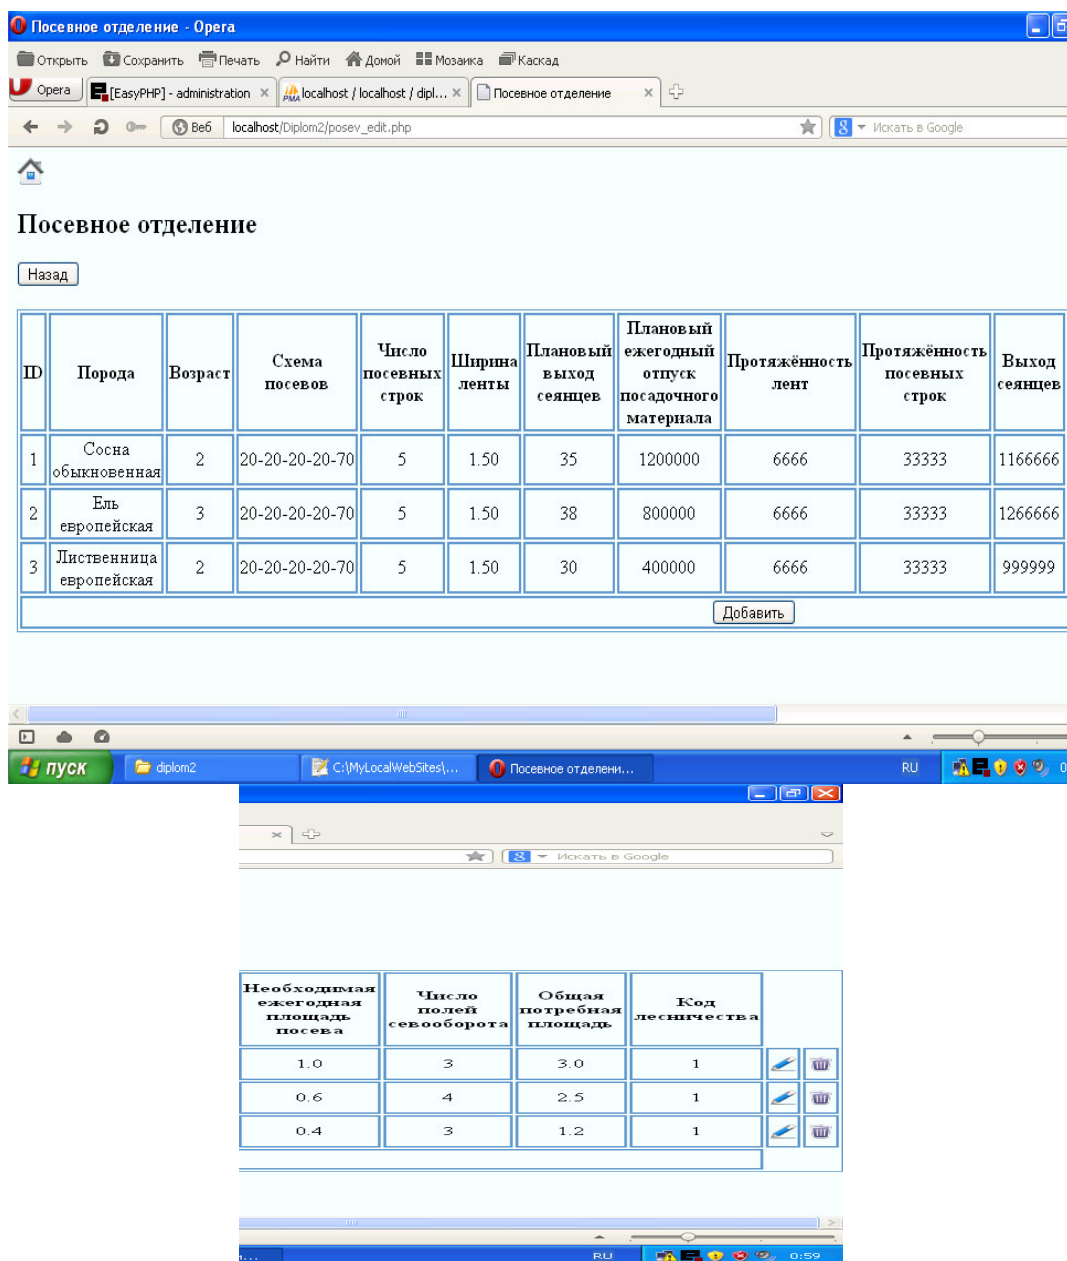 Посевное отделение - Opera
Открыть Сохранить Печать Найти Домой Мозаика Каскад
Opera [EasyPHP] - administration localhost / localhost / dipl... Посевное отделение
Веб localhost/Diplom2/posev_edit.php Искать в Google
Посевное отделение
Назад
ID Порода Возраст Схема посевов Число посевных строк Ширина ленты Плановый выход сеянцев Плановый ежегодный отпуск посадочного материала Протяжённость лент Протяжённость посевных строк Выход сеянцев
1 Сосна обыкновенная 2 20-20-20-20-70 5 1.50 35 1200000 6666 33333 1166666
2 Ель европейская 3 20-20-20-20-70 5 1.50 38 800000 6666 33333 1266666
3 Лиственница европейская 2 20-20-20-20-70 5 1.50 30 400000 6666 33333 999999
Добавить
пуск diplom2 C:\MyLocalWebSites\... Посевное отделени... RU 0
Искать в Google
Необходимая ежегодная площадь посева Число полей севооборота Общая потребная площадь Код лесничества
1.0 3 3.0 1
0.6 4 2.5 1
0.4 3 1.2 1
RU 0:59